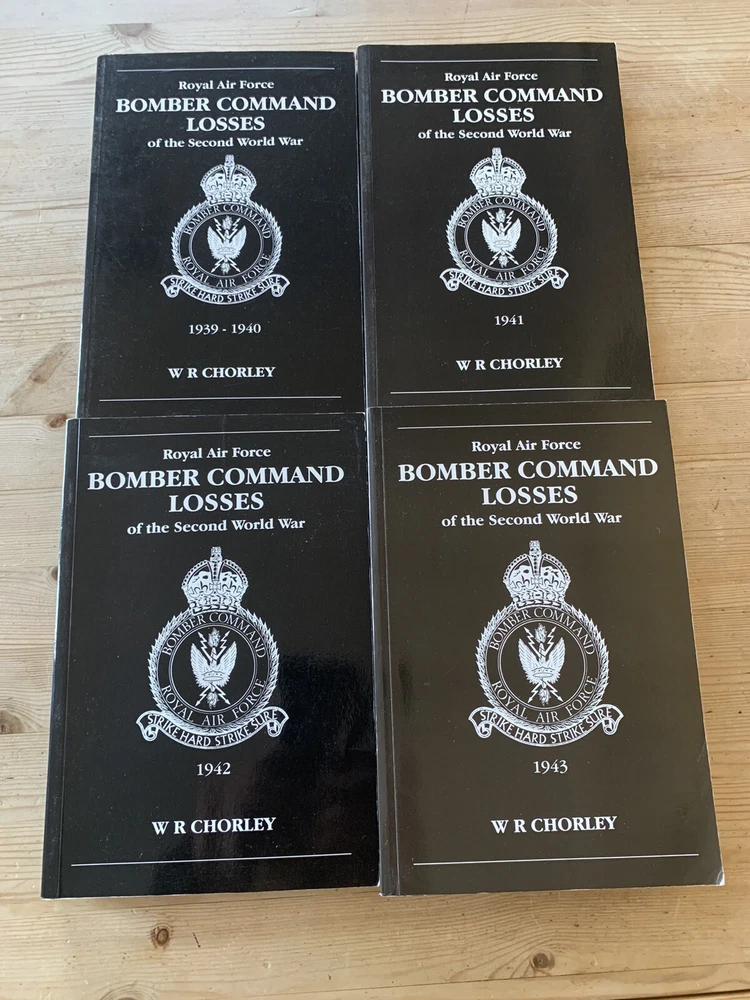 Royal Air Force
BOMBER COMMAND
LOSSES
of the Second World War
BOMBER COMMAND
ROYAL AIR FORCE
STRIKE HARD STRIKE SURE
1939 - 1940
W R CHORLEY
Royal Air Force
BOMBER COMMAND
LOSSES
of the Second World War
BOMBER COMMAND
ROYAL AIR FORCE
STRIKE HARD STRIKE SURE
1941
W R CHORLEY
Royal Air Force
BOMBER COMMAND
LOSSES
of the Second World War
BOMBER COMMAND
ROYAL AIR FORCE
STRIKE HARD STRIKE SURE
1942
W R CHORLEY
Royal Air Force
BOMBER COMMAND
LOSSES
of the Second World War
BOMBER COMMAND
ROYAL AIR FORCE
STRIKE HARD STRIKE SURE
1943
W R CHORLEY